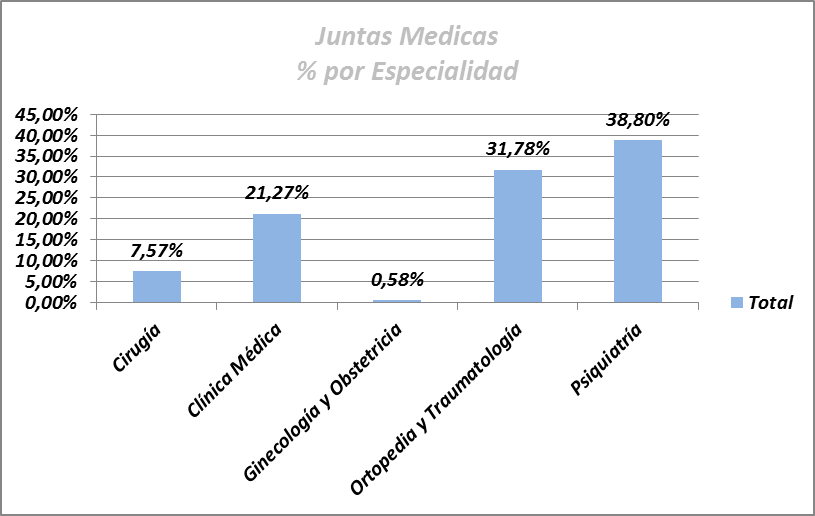 Juntas Medicas
% por Especialidad
45,00%
40,00%
35,00%
30,00%
25,00%
20,00%
15,00%
10,00%
5,00%
0,00%
7,57%
21,27%
0,58%
31,78%
38,80%
Cirugía
Clínica Médica
Ginecología y Obstetricia
Ortopedia y Traumatología
Psiquiatría
Total